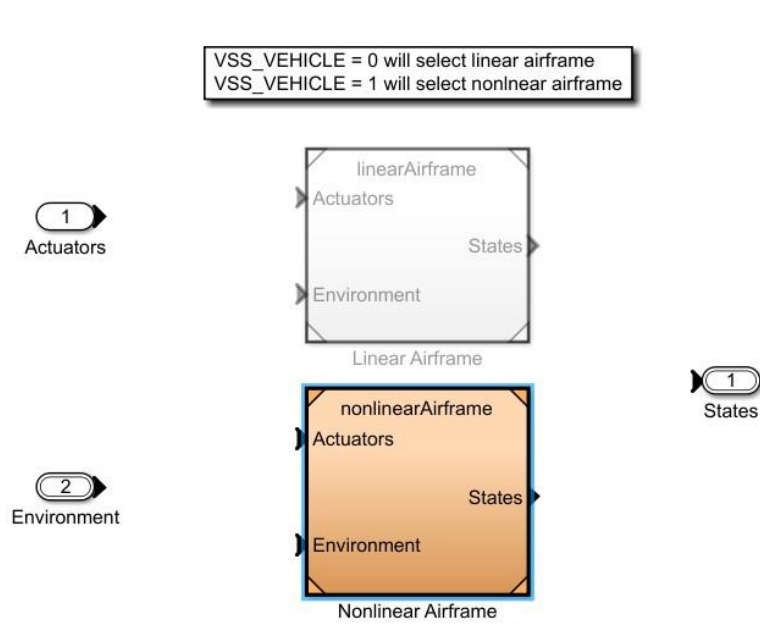 VSS_VEHICLE = 0 will select linear airframe
VSS_VEHICLE = 1 will select nonlnear airframe
linearAirframe
Actuators
States
Environment
Linear Airframe
1
Actuators
nonlinearAirframe
Actuators
States
Environment
Nonlinear Airframe
2
Environment
1
States